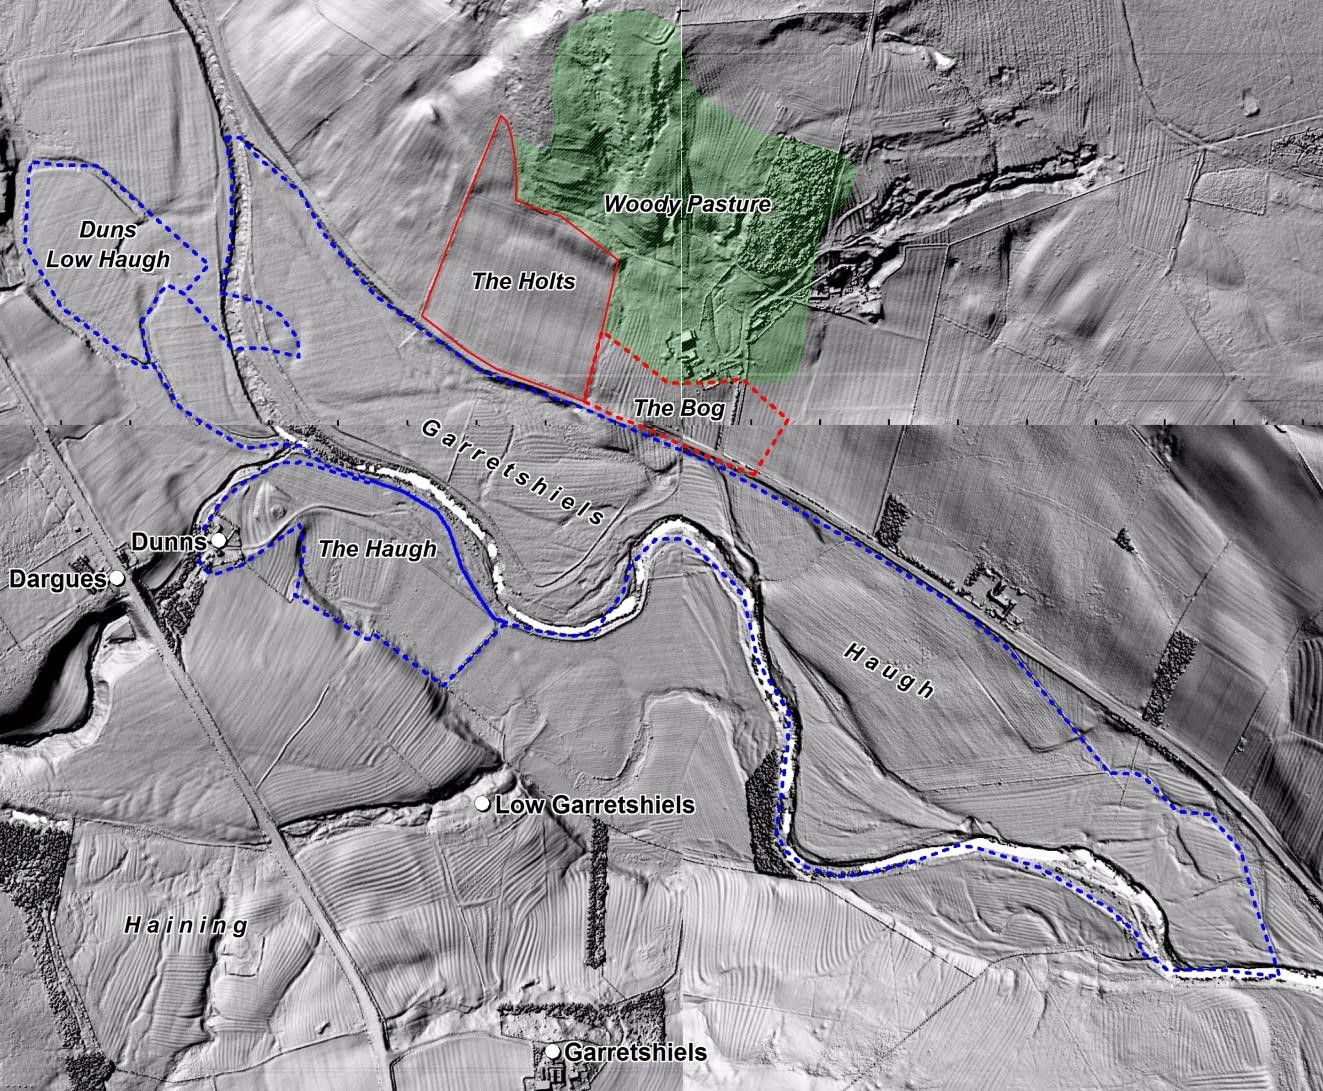 Woody Pasture
Duns
Low Haugh
The Holts
The Bog
Garretshiels
Dunns
The Haugh
Dargues
Haugh
Low Garretshiels
Haining
Garretshiels